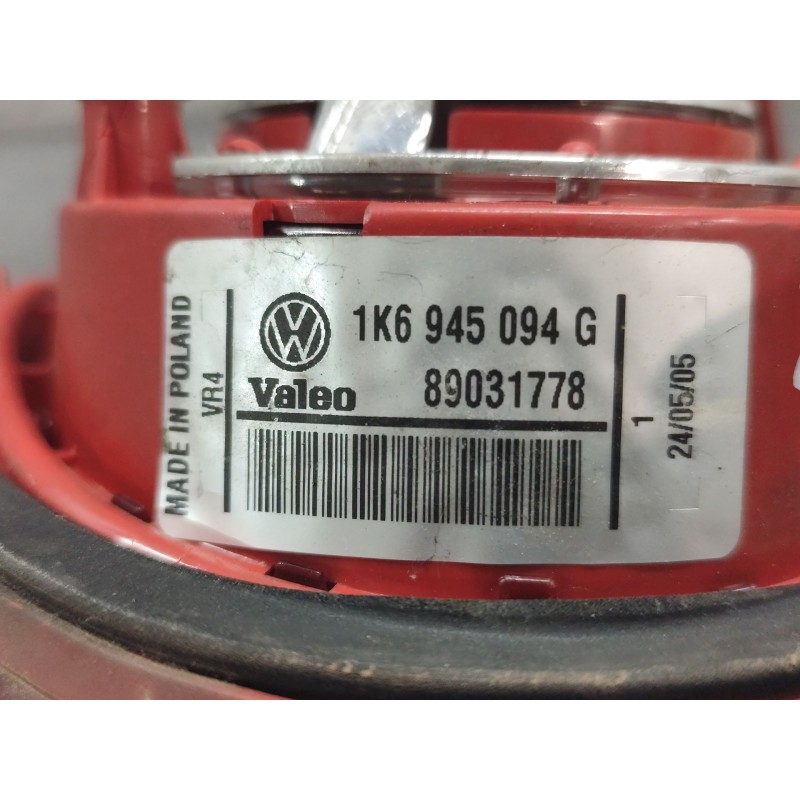 MADE IN POLAND
VR4
1K6 945 094 G
Valeo 89031778
1
24/05/05